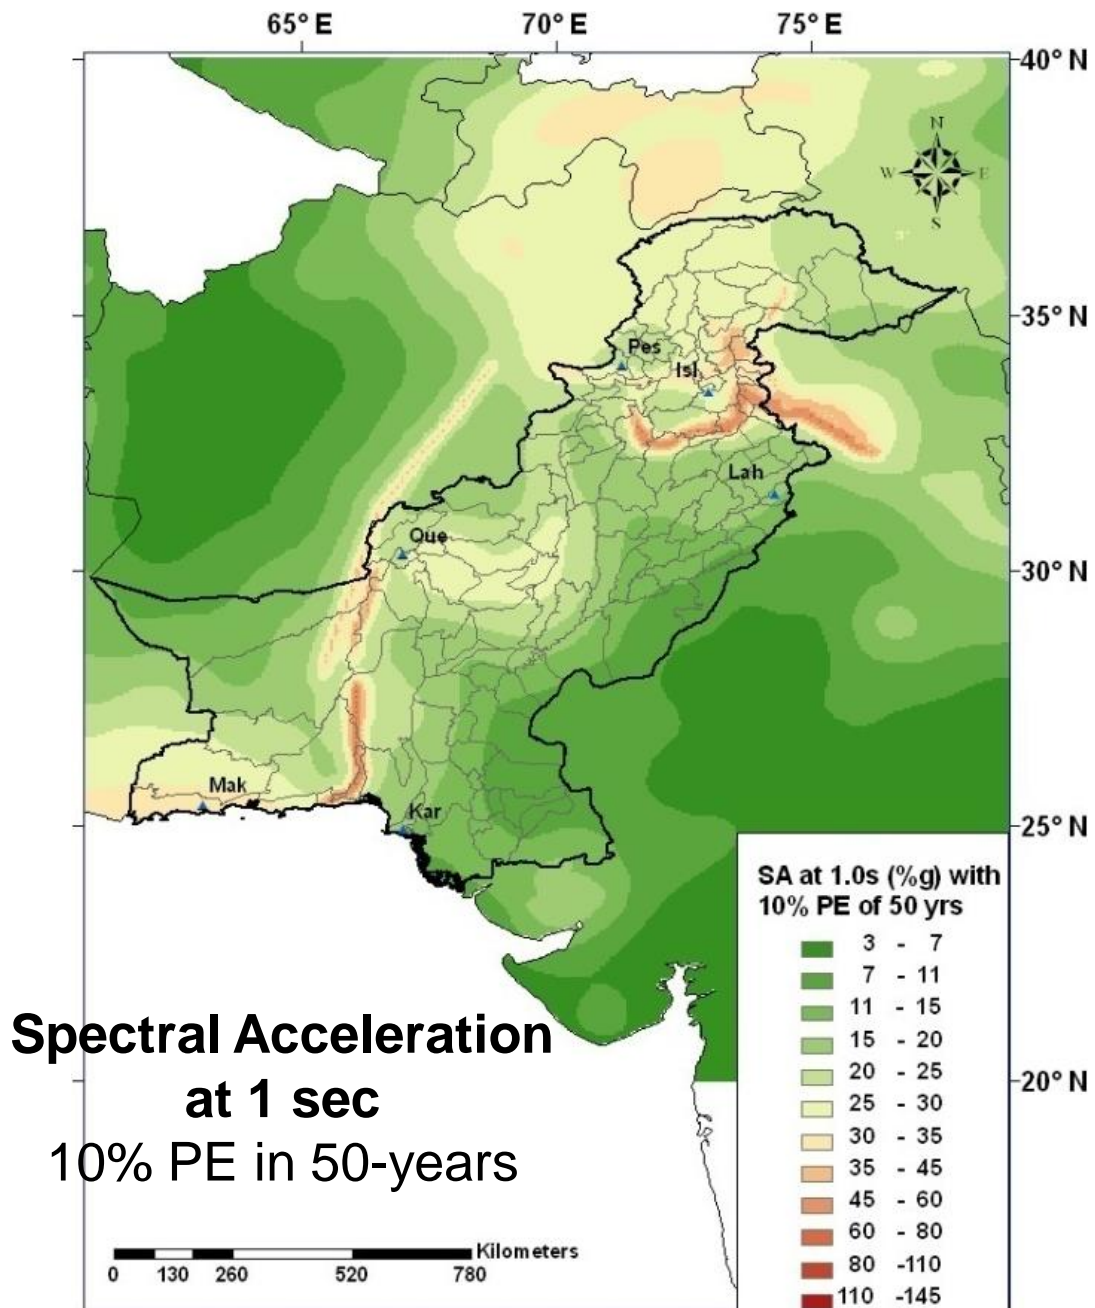 65° E 70° E 75° E
40° N
N
W E
S
35° N
Pes
Isl
Lah
Que
30° N
Mak
Kar
25° N
SA at 1.0s (%g) with
10% PE of 50 yrs
3 - 7
7 - 11
11 - 15
15 - 20
20 - 25
25 - 30
30 - 35
35 - 45
45 - 60
60 - 80
80 -110
110 -145
20° N
Spectral Acceleration
at 1 sec
10% PE in 50-years
Kilometers
0 130 260 520 780